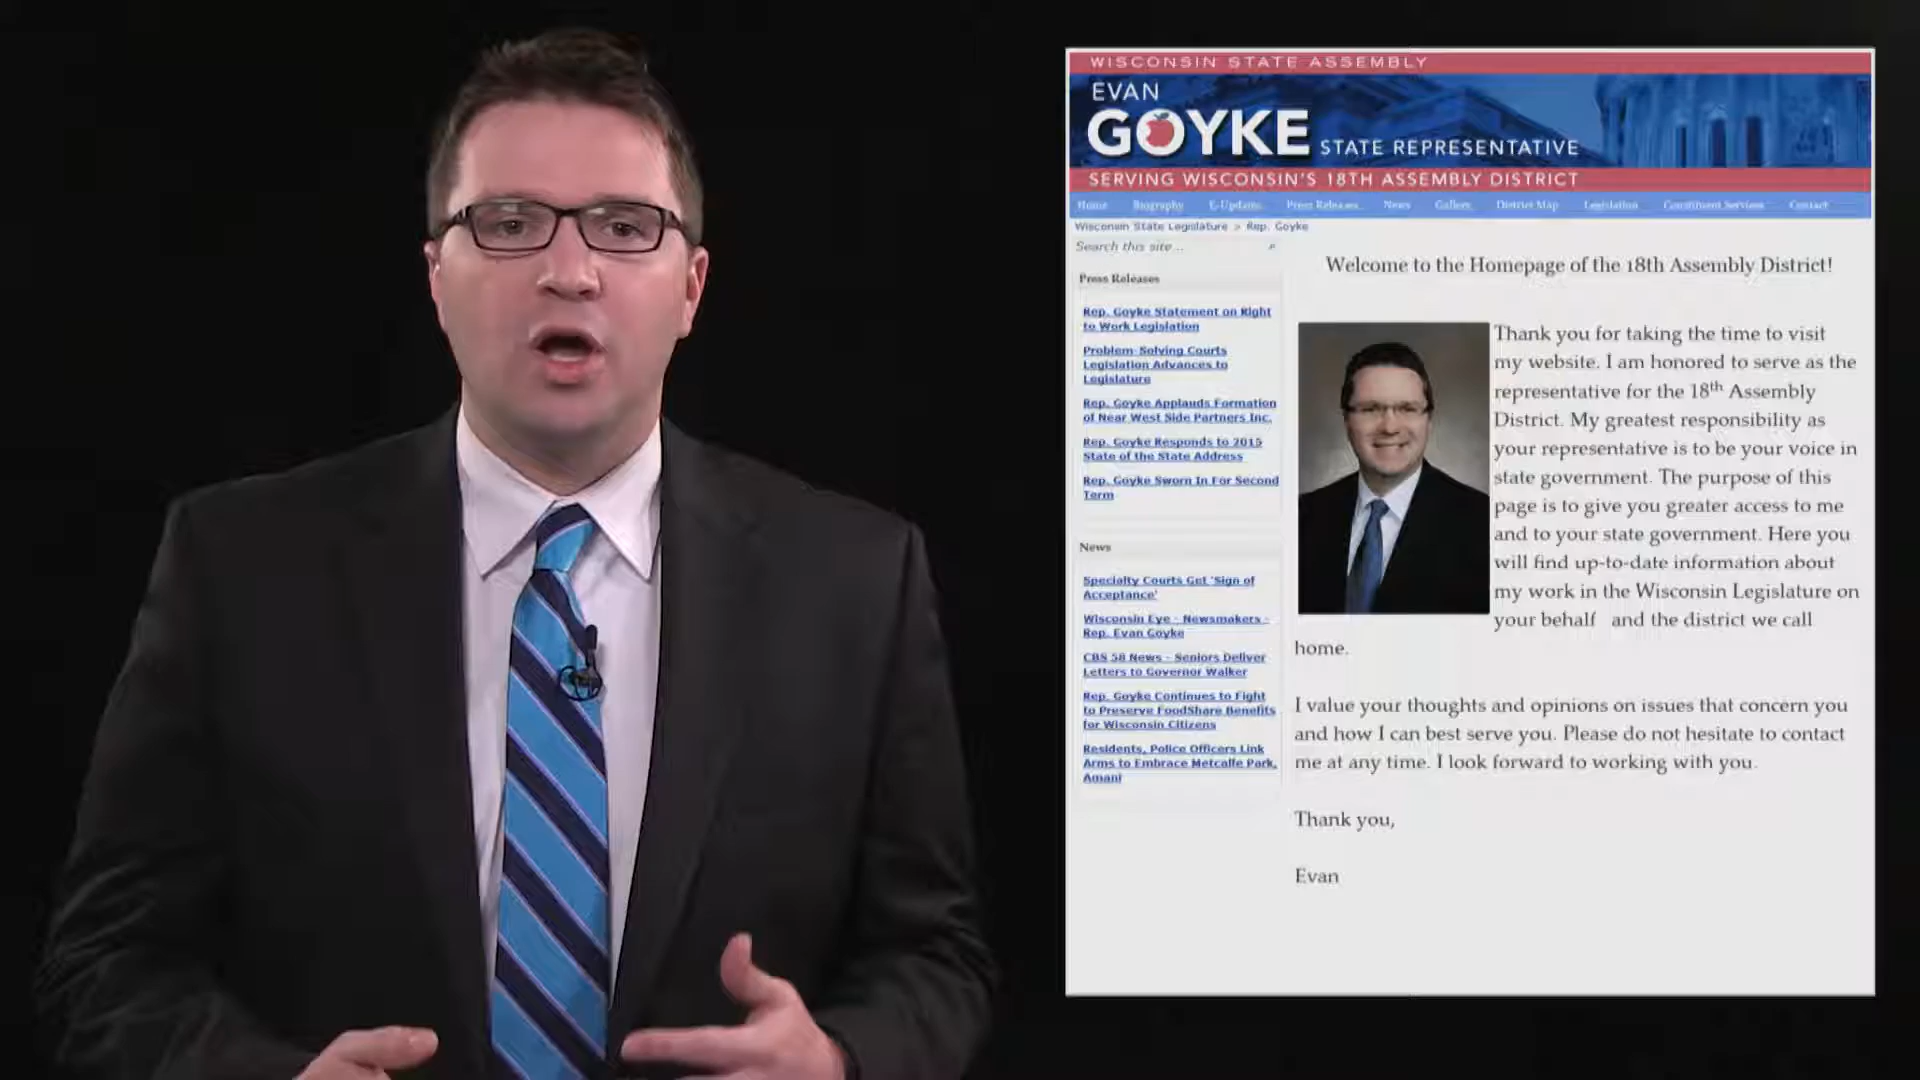 WISCONSIN STATE ASSEMBLY
EVAN
GOYKE STATE REPRESENTATIVE
SERVING WISCONSIN'S 18TH ASSEMBLY DISTRICT
Home Biography E-Updates Press Releases News Gallery District Map Legislation Constituent Services Contact
Wisconsin State Legislature > Rep. Goyke
Search this site...
Press Releases
Rep. Goyke Statement on Right
to Work Legislation
Problem-Solving Courts
Legislation Advances to
Legislature
Rep. Goyke Applauds Formation
of Near West Side Partners Inc.
Rep. Goyke Responds to 2015
State of the State Address
Rep. Goyke Sworn In For Second
Term
News
Specialty Courts Get 'Sign of
Acceptance'
Wisconsin Eye - Newsmakers -
Rep. Evan Goyke
CBS 58 News - Seniors Deliver
Letters to Governor Walker
Rep. Goyke Continues to Fight
to Preserve FoodShare Benefits
for Wisconsin Citizens
Residents, Police Officers Link
Arms to Embrace Metcalfe Park,
Amani
Welcome to the Homepage of the 18th Assembly District!
Thank you for taking the time to visit
my website. I am honored to serve as the
representative for the 18th Assembly
District. My greatest responsibility as
your representative is to be your voice in
state government. The purpose of this
page is to give you greater access to me
and to your state government. Here you
will find up-to-date information about
my work in the Wisconsin Legislature on
your behalf and the district we call
home.
I value your thoughts and opinions on issues that concern you
and how I can best serve you. Please do not hesitate to contact
me at any time. I look forward to working with you.
Thank you,
Evan